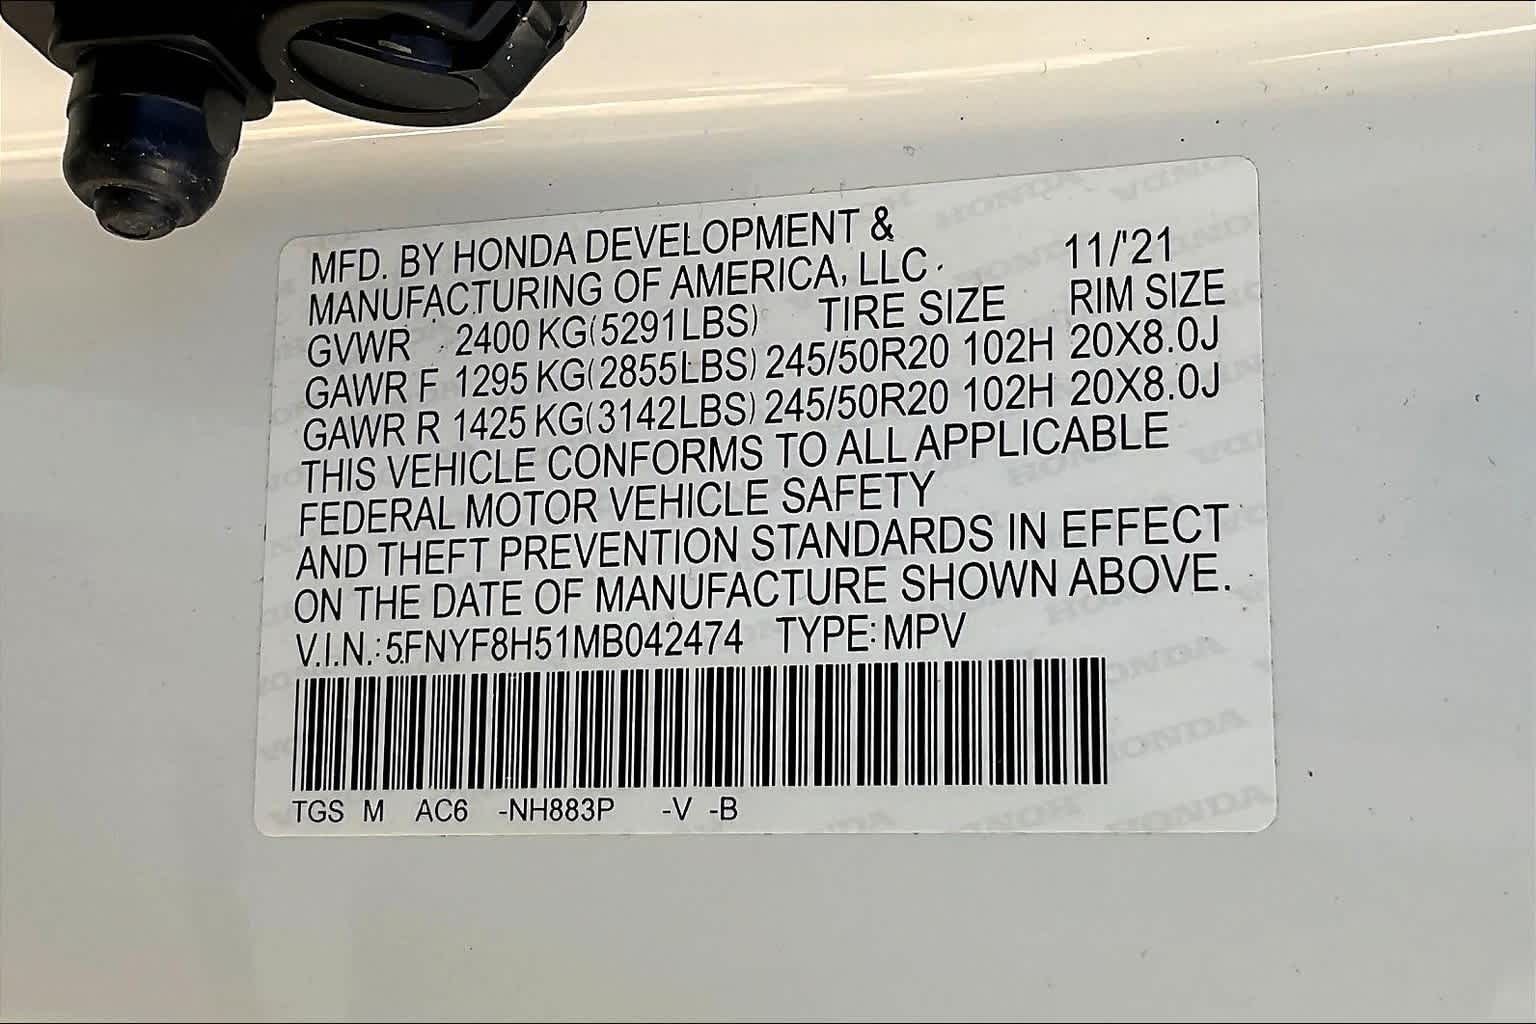 MFD. BY HONDA DEVELOPMENT &
MANUFACTURING OF AMERICA, LLC 11/'21
GVWR 2400 KG(5291LBS) TIRE SIZE RIM SIZE
GAWR F 1295 KG(2855LBS) 245/50R20 102H 20X8.0J
GAWR R 1425 KG(3142LBS) 245/50R20 102H 20X8.0J
THIS VEHICLE CONFORMS TO ALL APPLICABLE
FEDERAL MOTOR VEHICLE SAFETY
AND THEFT PREVENTION STANDARDS IN EFFECT
ON THE DATE OF MANUFACTURE SHOWN ABOVE.
V.I.N.:5FNYF8H51MB042474 TYPE:MPV
TGS M AC6 -NH883P -V -B